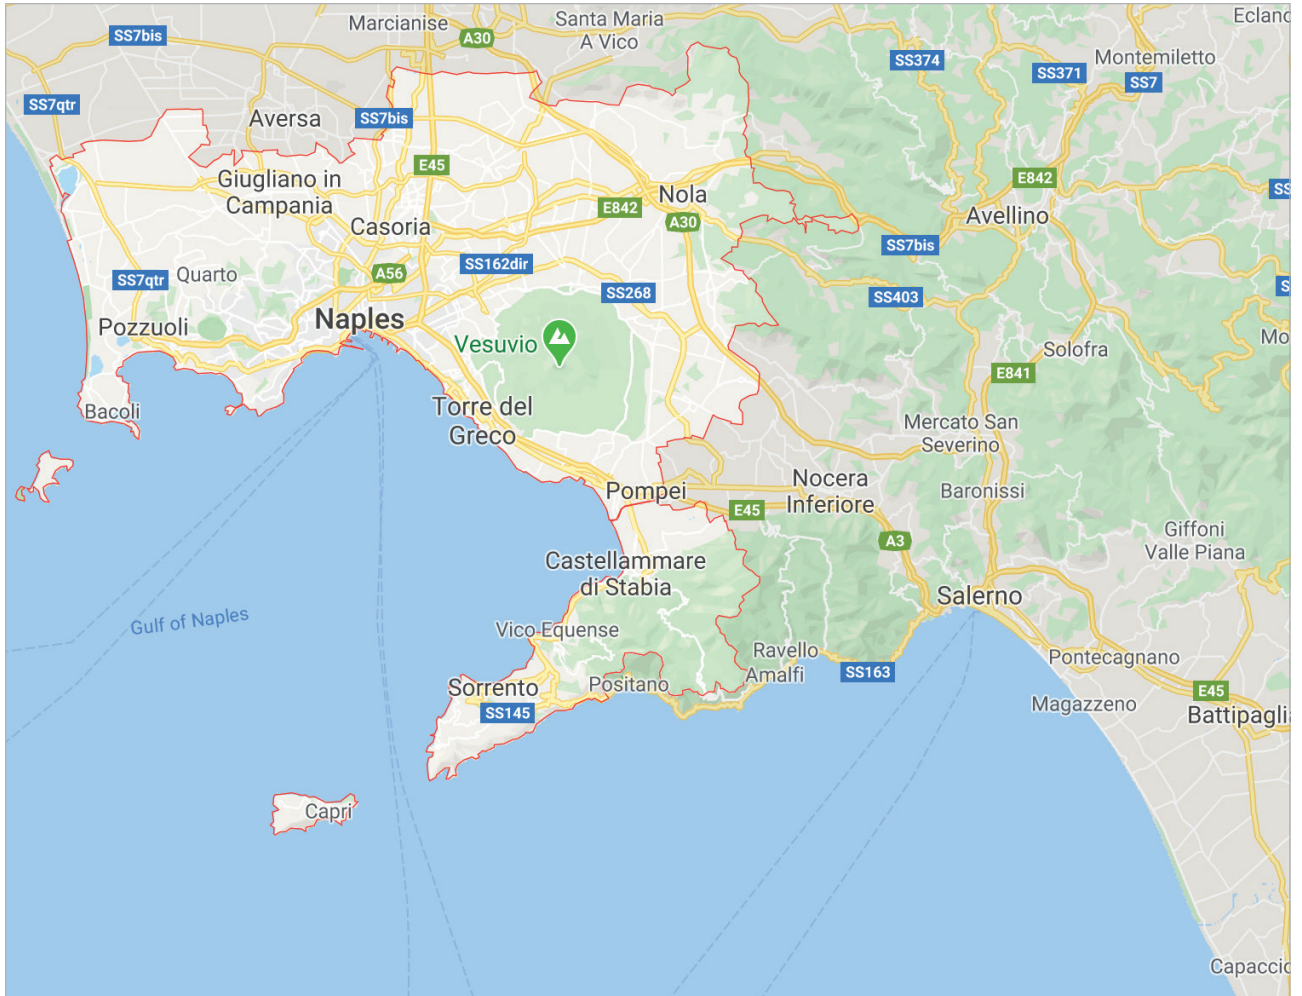 Marcianise
Santa Maria
A Vico
Eclano
SS7bis
A30
SS374
SS371
Montemiletto
SS7
SS7qtr
Aversa
SS7bis
E45
Giugliano in
Campania
Nola
E842
SS
E842
A30
Avellino
Casoria
SS7bis
SS7qtr
Quarto
A56
SS162dir
SS268
SS403
S
Pozzuoli
Naples
Vesuvio
Solofra
Mo
E841
Bacoli
Torre del
Greco
Mercato San
Severino
Pompei
Nocera
Inferiore
Baronissi
E45
A3
Giffoni
Valle Piana
Castellammare
di Stabia
Salerno
Gulf of Naples
Vico Equense
Ravello
Amalfi
SS163
Pontecagnano
Sorrento
Positano
SS145
Magazzeno
E45
Battipaglia
Capri
Capaccio